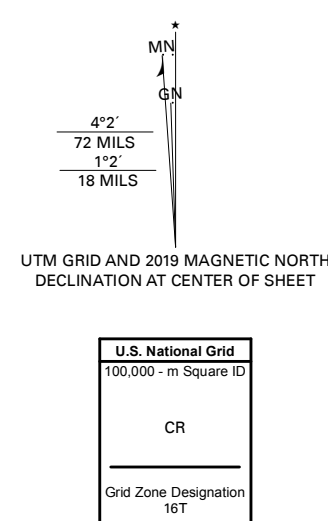 ★
MN
GN
4°2´
72 MILS
1°2´
18 MILS
UTM GRID AND 2019 MAGNETIC NORTH
DECLINATION AT CENTER OF SHEET
U.S. National Grid
100,000 - m Square ID
CR
Grid Zone Designation
16T